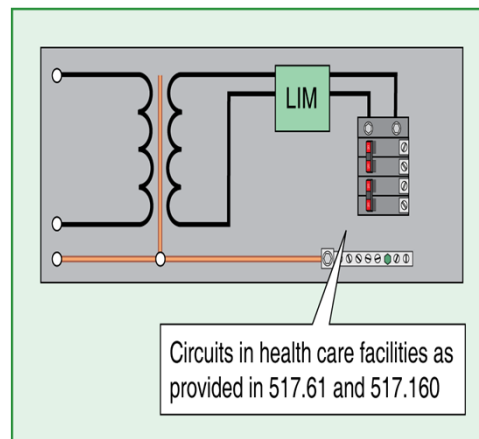 LIM
Circuits in health care facilities as
provided in 517.61 and 517.160